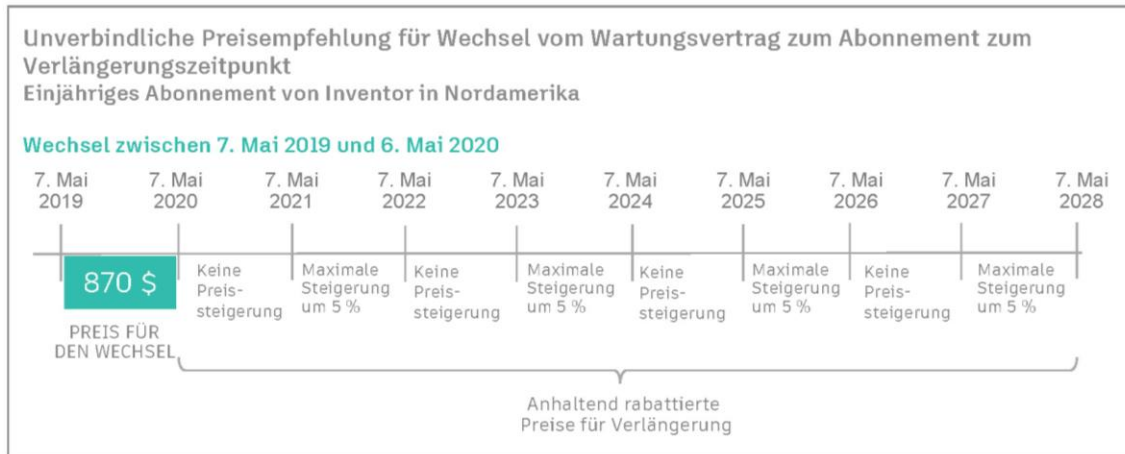 Unverbindliche Preisempfehlung für Wechsel vom Wartungsvertrag zum Abonnement zum
Verlängerungszeitpunkt
Einjähriges Abonnement von Inventor in Nordamerika
Wechsel zwischen 7. Mai 2019 und 6. Mai 2020
7. Mai 7. Mai 7. Mai 7. Mai 7. Mai 7. Mai 7. Mai 7. Mai 7. Mai 7. Mai
2019 2020 2021 2022 2023 2024 2025 2026 2027 2028
870 $
PREIS FÜR
DEN WECHSEL
Keine
Preis-
steigerung
Maximale
Steigerung
um 5 %
Keine
Preis-
steigerung
Maximale
Steigerung
um 5 %
Keine
Preis-
steigerung
Maximale
Steigerung
um 5 %
Keine
Preis-
steigerung
Maximale
Steigerung
um 5 %
Anhaltend rabattierte
Preise für Verlängerung